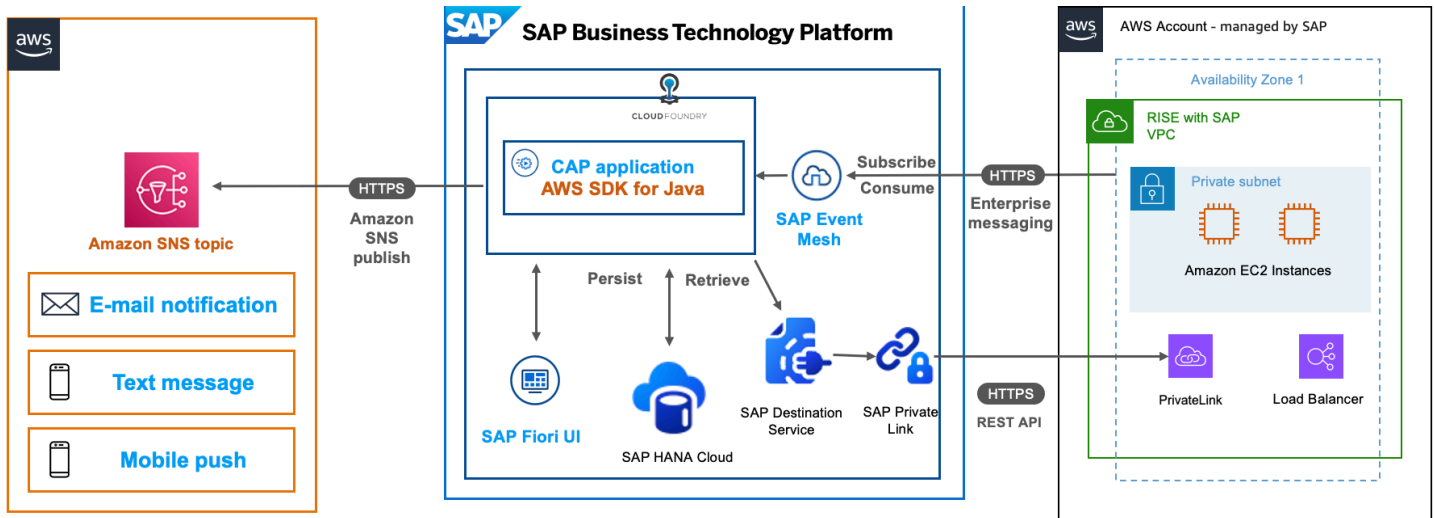 aws
Amazon SNS topic
E-mail notification
Text message
Mobile push
HTTPS
Amazon
SNS
publish
SAP
SAP Business Technology Platform
CLOUDFOUNDRY
CAP application
AWS SDK for Java
SAP Event
Mesh
Subscribe
Consume
Persist
Retrieve
SAP Fiori UI
SAP HANA Cloud
SAP Destination
Service
SAP Private
Link
HTTPS
Enterprise
messaging
HTTPS
REST API
aws
AWS Account - managed by SAP
Availability Zone 1
RISE with SAP
VPC
Private subnet
Amazon EC2 Instances
PrivateLink
Load Balancer